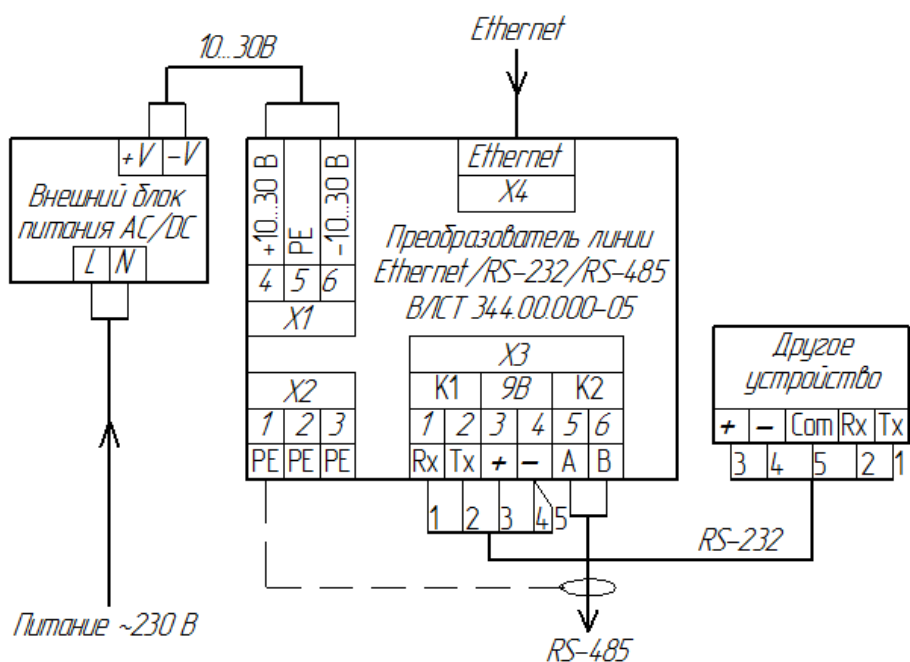 10...30В
Ethernet
+V -V
Внешний блок
питания AC/DC
L N
+10...30 В
PE
-10...30 В
4 5 6
X1
Ethernet
X4
Преобразователь линии
Ethernet/RS-232/RS-485
ВЛСТ 344.00.000-05
X2
1 2 3
PE PE PE
X3
К1 9В К2
1 2 3 4 5 6
Rx Tx + - A B
1 2 3 4 5
Другое
устройство
+ - Com Rx Tx
3 4 5 2 1
RS-232
Питание ~230 В
RS-485